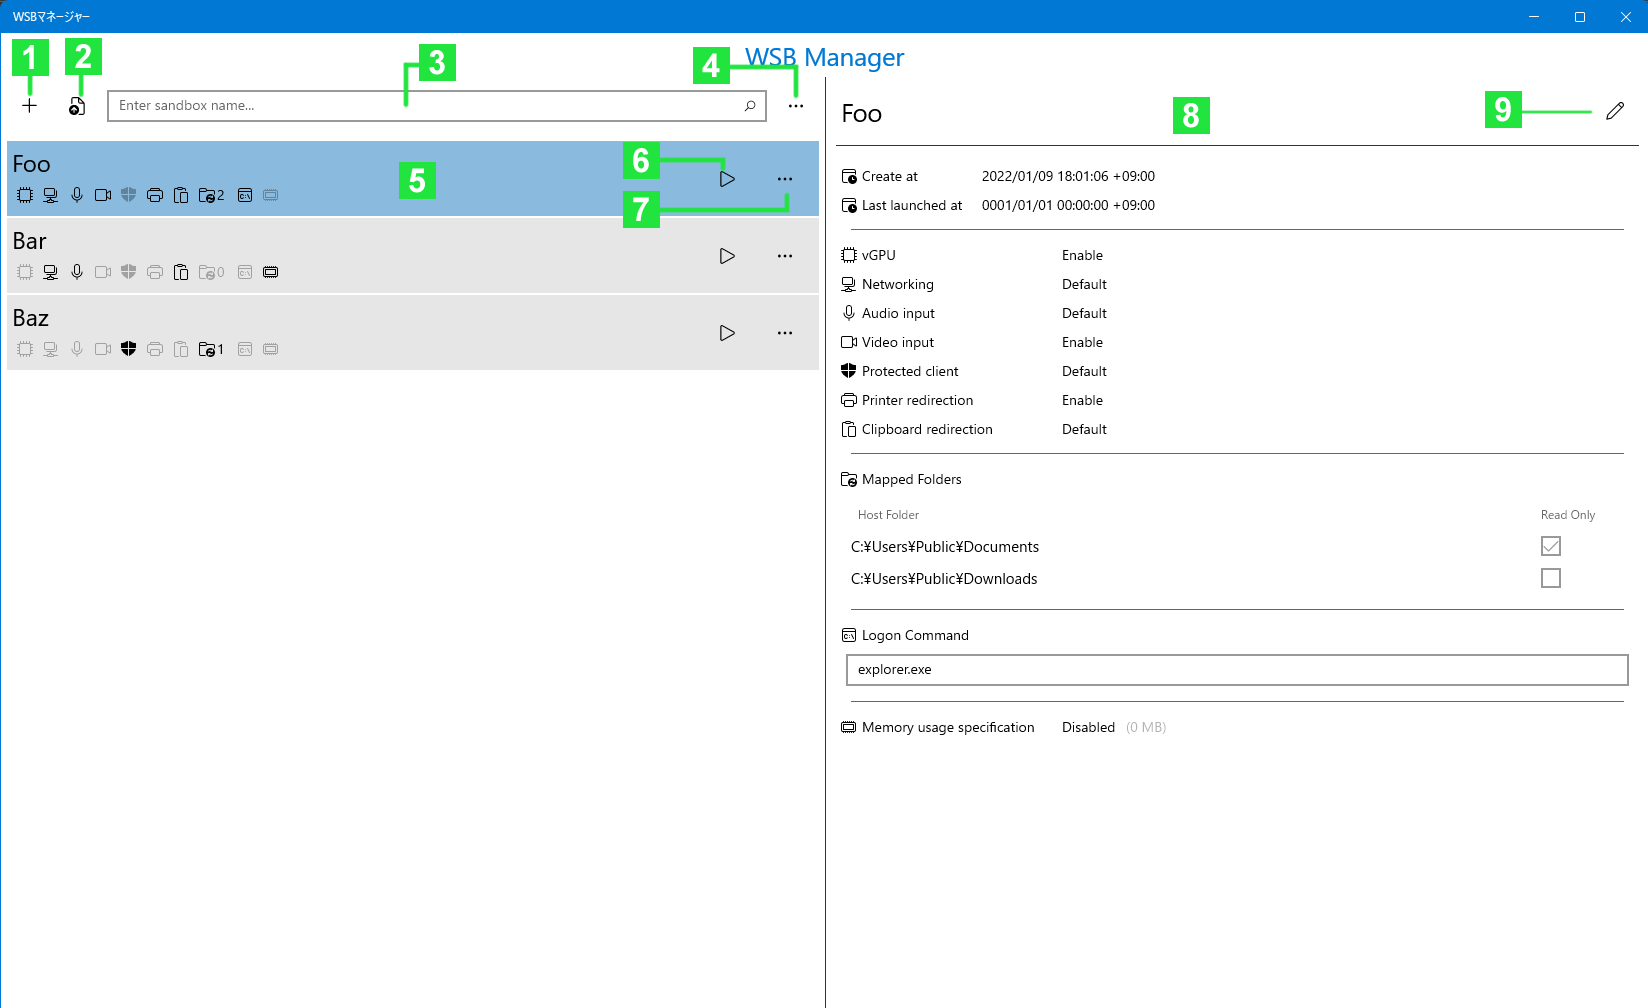 WSBマネージャー
WSB Manager
1
2
3
4
Enter sandbox name...
Foo
2
5
6
7
Bar
0
Baz
1
Foo
8
9
Create at 2022/01/09 18:01:06 +09:00
Last launched at 0001/01/01 00:00:00 +09:00
vGPU Enable
Networking Default
Audio input Default
Video input Enable
Protected client Default
Printer redirection Enable
Clipboard redirection Default
Mapped Folders
Host Folder Read Only
C:¥Users¥Public¥Documents
C:¥Users¥Public¥Downloads
Logon Command
explorer.exe
Memory usage specification Disabled (0 MB)